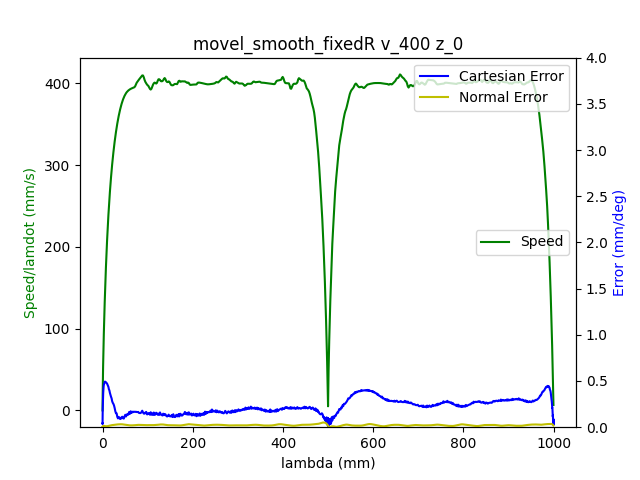 movel_smooth_fixedR v_400 z_0
Speed/lamdot (mm/s)
400
300
200
100
0
Cartesian Error
Normal Error
Speed
4.0
3.5
3.0
2.5
2.0
1.5
1.0
0.5
0.0
Error (mm/deg)
0
200
400
600
800
1000
lambda (mm)